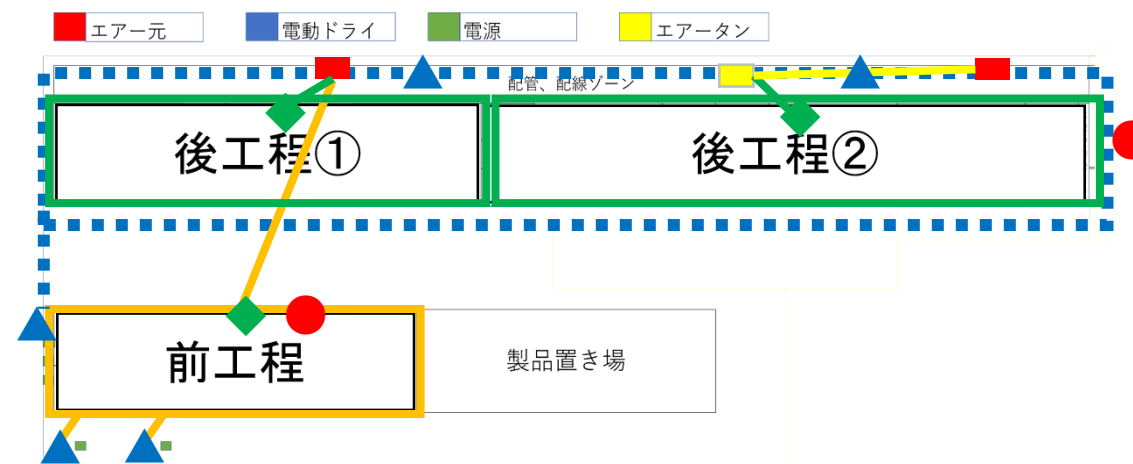 エアー元
電動ドライ
電源
エアータン
配管、配線ゾーン
後工程①
後工程②
前工程
製品置き場